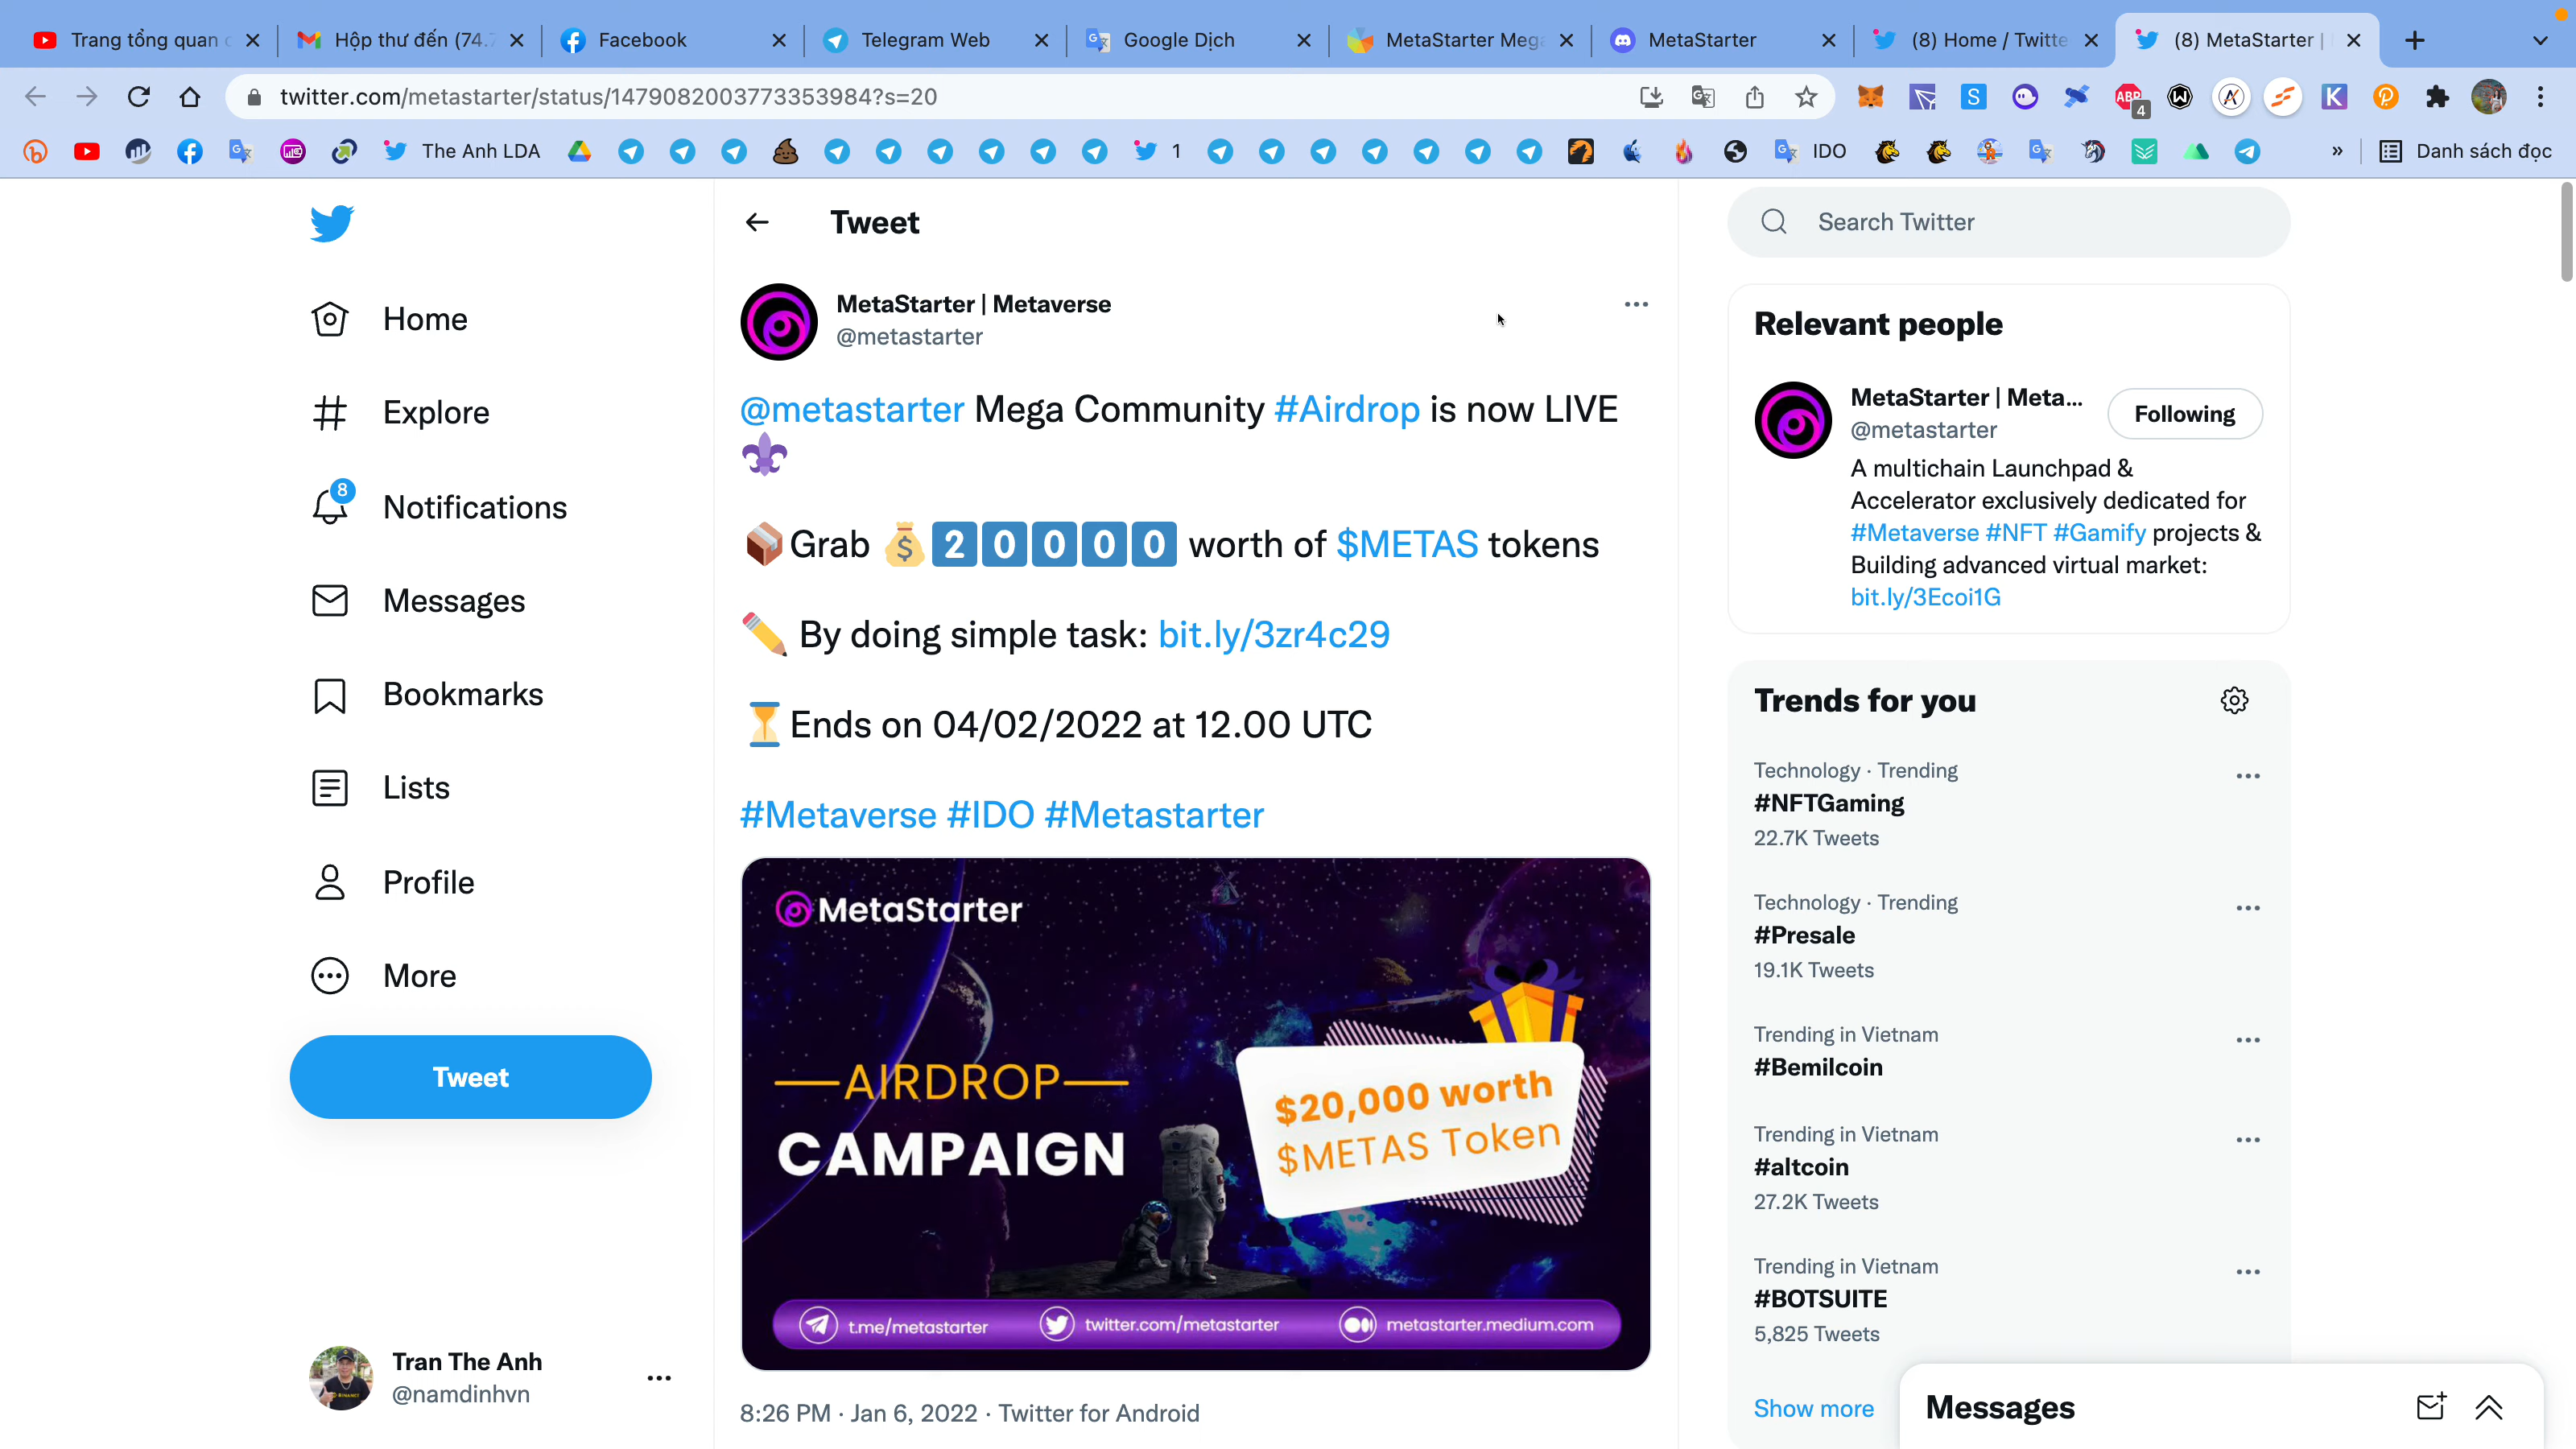 Trang tổng quan
Hộp thư đến (74.
Facebook
Telegram Web
Google Dịch
MetaStarter Mega
MetaStarter
(8) Home / Twitte
(8) MetaStarter |
twitter.com/metastarter/status/1479082003773353984?s=20
ABP
4
The Anh LDA
1
IDO
»
Danh sách đọc
Home
Explore
8
Notifications
Messages
Bookmarks
Lists
Profile
More
Tweet
Tran The Anh
@namdinhvn
Tweet
MetaStarter | Metaverse
@metastarter
@metastarter Mega Community #Airdrop is now LIVE
⚜
📦Grab 💰2️⃣0️⃣0️⃣0️⃣0️⃣ worth of $METAS tokens
✏️ By doing simple task: bit.ly/3zr4c29
⏳Ends on 04/02/2022 at 12.00 UTC
#Metaverse #IDO #Metastarter
MetaStarter
AIRDROP
CAMPAIGN
$20,000 worth
$METAS Token
t.me/metastarter
twitter.com/metastarter
metastarter.medium.com
8:26 PM · Jan 6, 2022 · Twitter for Android
Search Twitter
Relevant people
MetaStarter | Meta...
@metastarter
Following
A multichain Launchpad &
Accelerator exclusively dedicated for
#Metaverse #NFT #Gamify projects &
Building advanced virtual market:
bit.ly/3Ecoi1G
Trends for you
Technology · Trending
#NFTGaming
22.7K Tweets
Technology · Trending
#Presale
19.1K Tweets
Trending in Vietnam
#Bemilcoin
Trending in Vietnam
#altcoin
27.2K Tweets
Trending in Vietnam
#BOTSUITE
5,825 Tweets
Show more
Messages